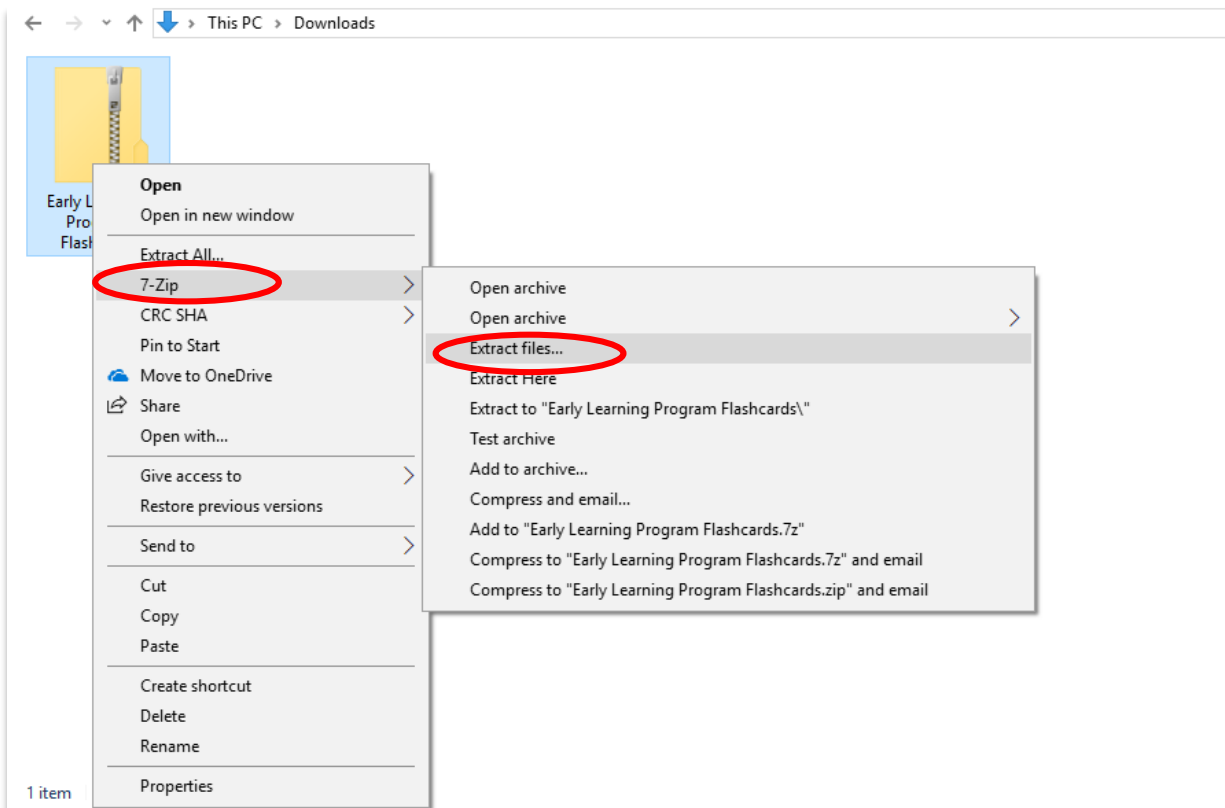 This PC > Downloads
Early L
Pro
Flash
Open
Open in new window
Extract All...
7-Zip
CRC SHA
Pin to Start
Move to OneDrive
Share
Open with...
Give access to
Restore previous versions
Send to
Cut
Copy
Paste
Create shortcut
Delete
Rename
Properties
Open archive
Open archive
Extract files...
Extract Here
Extract to "Early Learning Program Flashcards\"
Test archive
Add to archive...
Compress and email...
Add to "Early Learning Program Flashcards.7z"
Compress to "Early Learning Program Flashcards.7z" and email
Compress to "Early Learning Program Flashcards.zip" and email
1 item